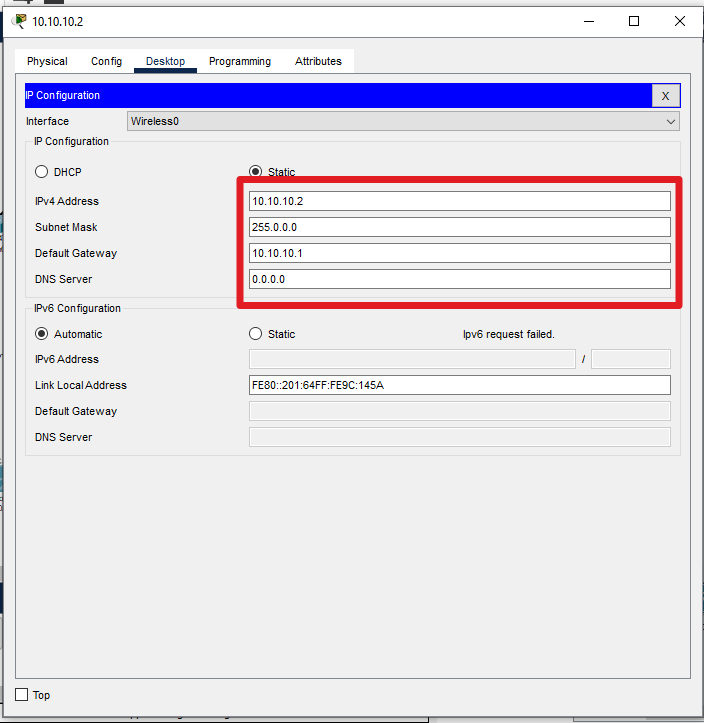 10.10.10.2
Physical Config Desktop Programming Attributes
IP Configuration X
Interface Wireless0
IP Configuration
DHCP Static
IPv4 Address 10.10.10.2
Subnet Mask 255.0.0.0
Default Gateway 10.10.10.1
DNS Server 0.0.0.0
IPv6 Configuration
Automatic Static Ipv6 request failed.
IPv6 Address /
Link Local Address FE80::201:64FF:FE9C:145A
Default Gateway
DNS Server
Top